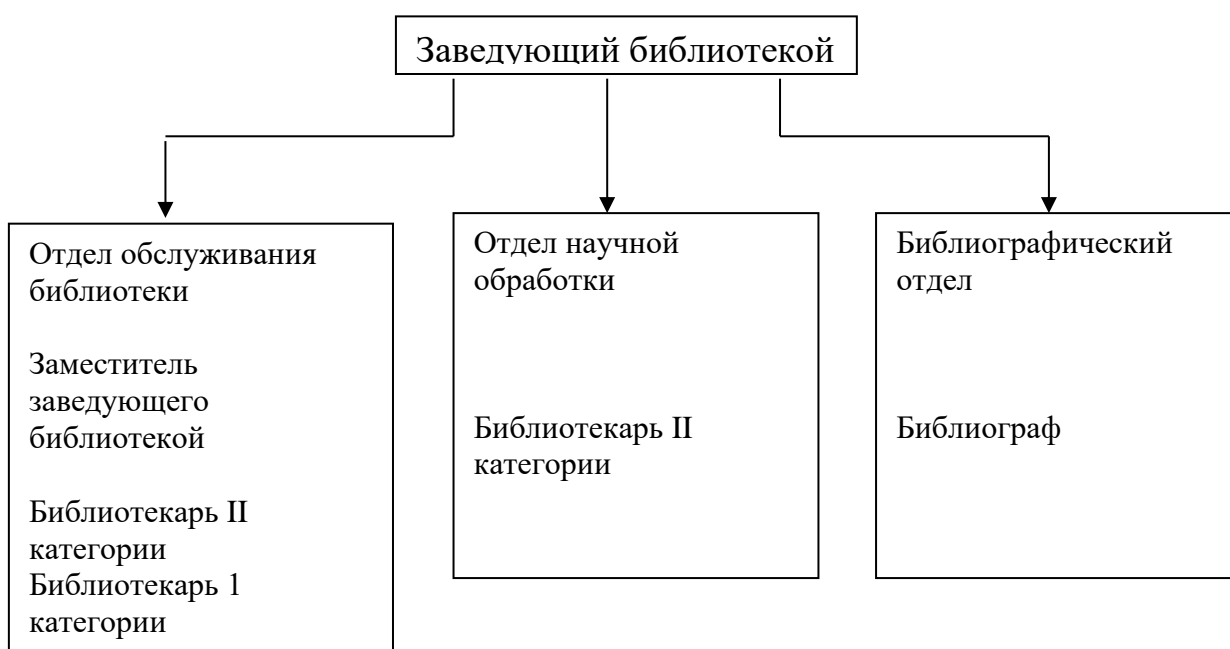 Заведующий библиотекой
Отдел обслуживания
библиотеки
Заместитель
заведующего
библиотекой
Библиотекарь II
категории
Библиотекарь 1
категории
Отдел научной
обработки
Библиотекарь II
категории
Библиографический
отдел
Библиограф